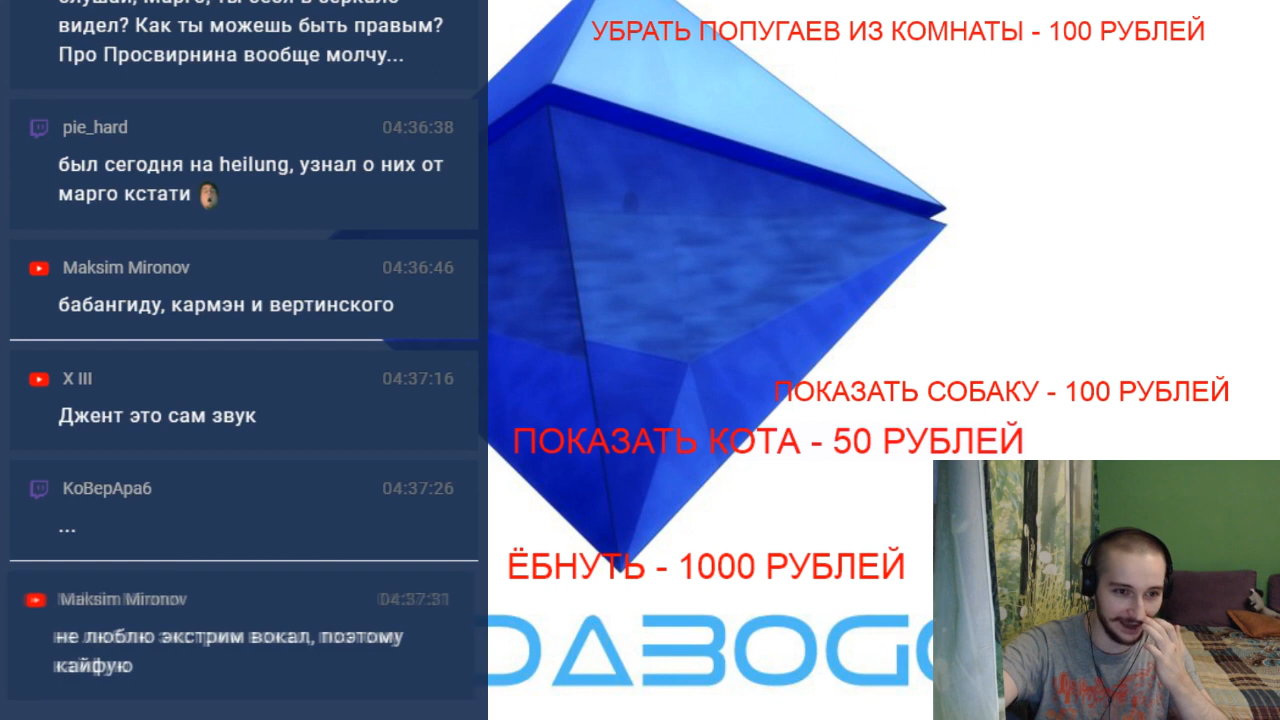 слушай, Марго, ты себя в зеркало
видел? Как ты можешь быть правым?
Про Просвирнина вообще молчу...
pie_hard 04:36:38
был сегодня на heilung, узнал о них от
марго кстати
Maksim Mironov 04:36:46
бабангиду, кармэн и вертинского
X III 04:37:16
Джент это сам звук
КоВерАра6 04:37:26
...
Maksim Mironov 04:37:31
не люблю экстрим вокал, поэтому
кайфую
УБРАТЬ ПОПУГАЕВ ИЗ КОМНАТЫ - 100 РУБЛЕЙ
ПОКАЗАТЬ СОБАКУ - 100 РУБЛЕЙ
ПОКАЗАТЬ КОТА - 50 РУБЛЕЙ
ЁБНУТЬ - 1000 РУБЛЕЙ